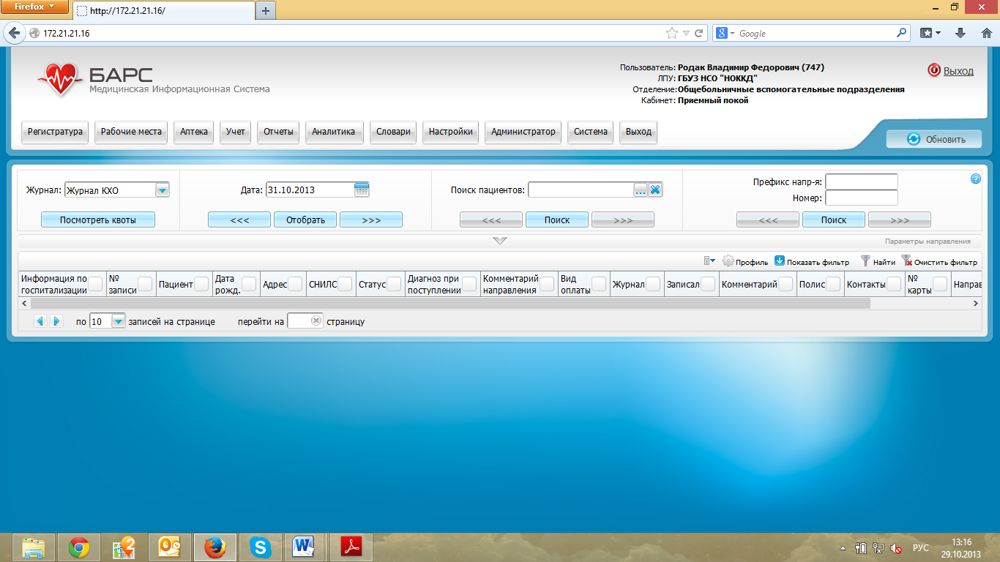 Firefox
http://172.21.21.16/
172.21.21.16
Google
БАРС
Медицинская Информационная Система
Пользователь: Родак Владимир Федорович (747)
ЛПУ: ГБУЗ НСО "НОККД"
Отделение: Общебольничные вспомогательные подразделения
Кабинет: Приемный покой
Выход
Регистратура Рабочие места Аптека Учет Отчеты Аналитика Словари Настройки Администратор Система Выход
Обновить
Журнал: Журнал КХО
Посмотреть квоты
Дата: 31.10.2013
<<< Отобрать >>>
Поиск пациентов: ...
<<< Поиск >>>
Префикс напр-я:
Номер:
<<< Поиск >>>
Параметры направления
Профиль Показать фильтр Найти Очистить фильтр
Информация по госпитализации № записи Пациент Дата рожд. Адрес СНИЛС Статус Диагноз при поступлении Комментарий направления Вид оплаты Журнал Записал Комментарий Полис Контакты № карты Направ
по 10 записей на странице перейти на страницу
РУС
13:16
29.10.2013